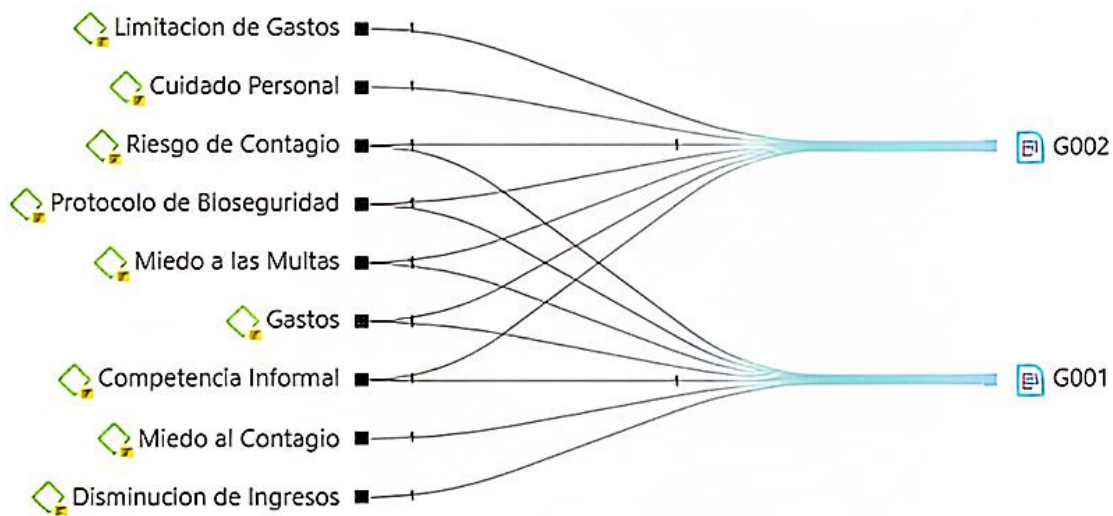 Limitacion de Gastos
Cuidado Personal
Riesgo de Contagio
G002
Protocolo de Bloseguridad
Miedo a las Multas
Gastos
Competencia Informal
G001
Miedo al Contagio
Disminucion de Ingresos